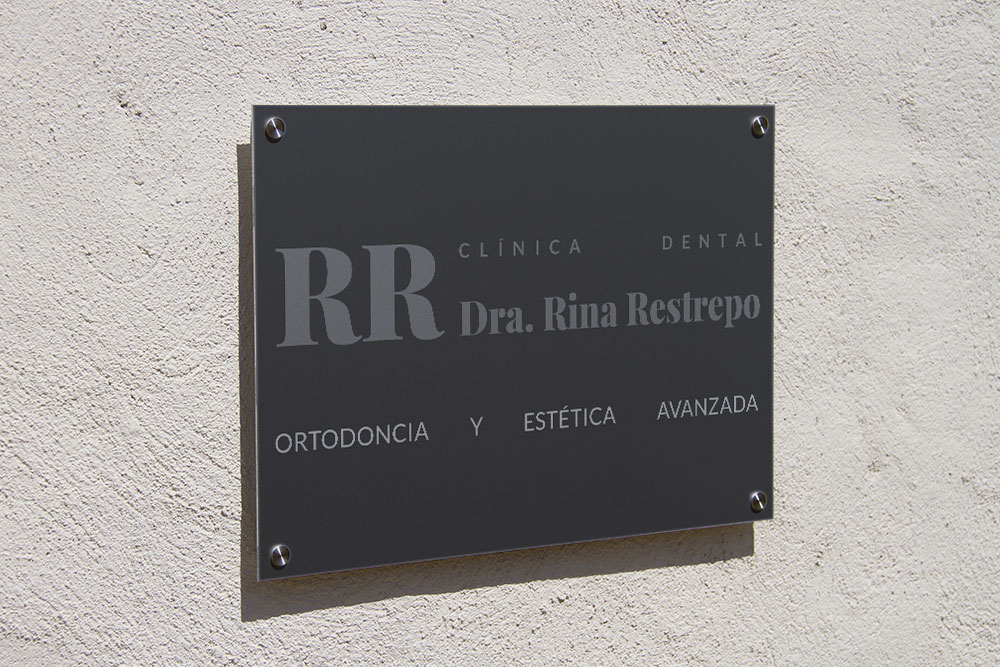 RR
CLÍNICA DENTAL
Dra. Rina Restrepo
ORTODONCIA Y ESTÉTICA AVANZADA